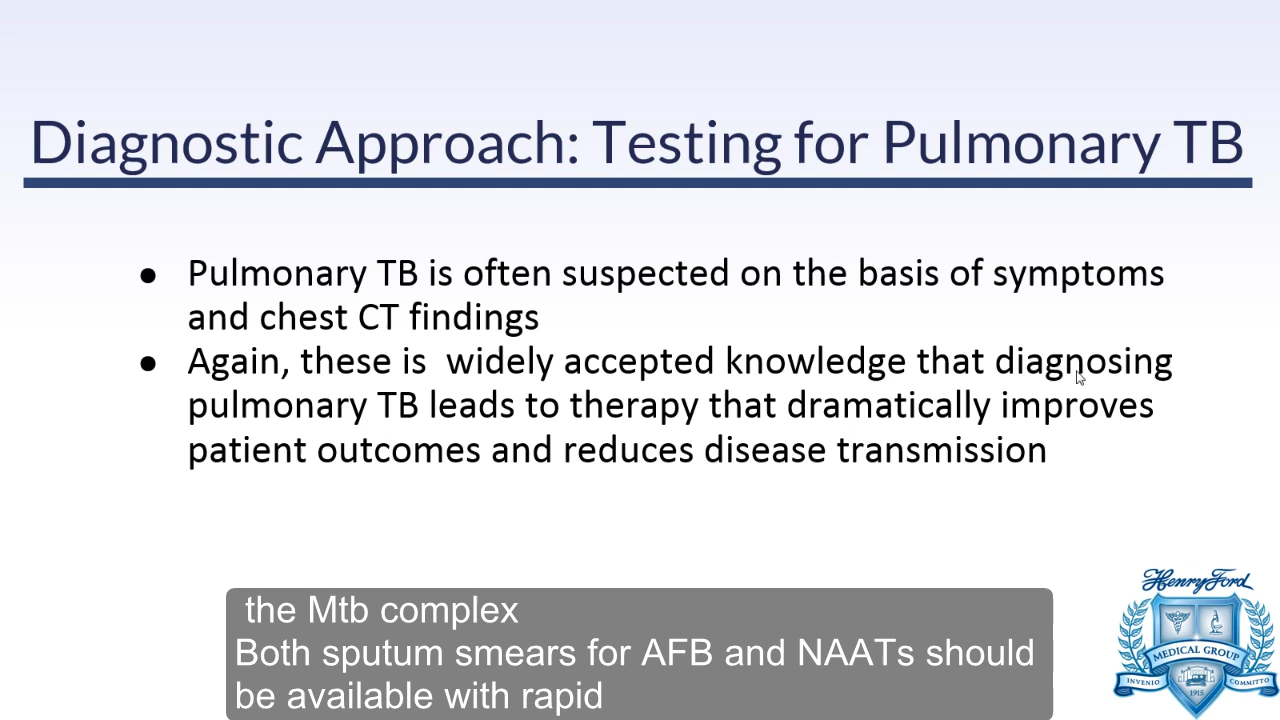 Diagnostic Approach: Testing for Pulmonary TB
● Pulmonary TB is often suspected on the basis of symptoms
and chest CT findings
● Again, these is  widely accepted knowledge that diagnosing
pulmonary TB leads to therapy that dramatically improves
patient outcomes and reduces disease transmission
the Mtb complex
Both sputum smears for AFB and NAATs should
be available with rapid
Henry Ford
MEDICAL GROUP
INVENIO COMMITTO
1915